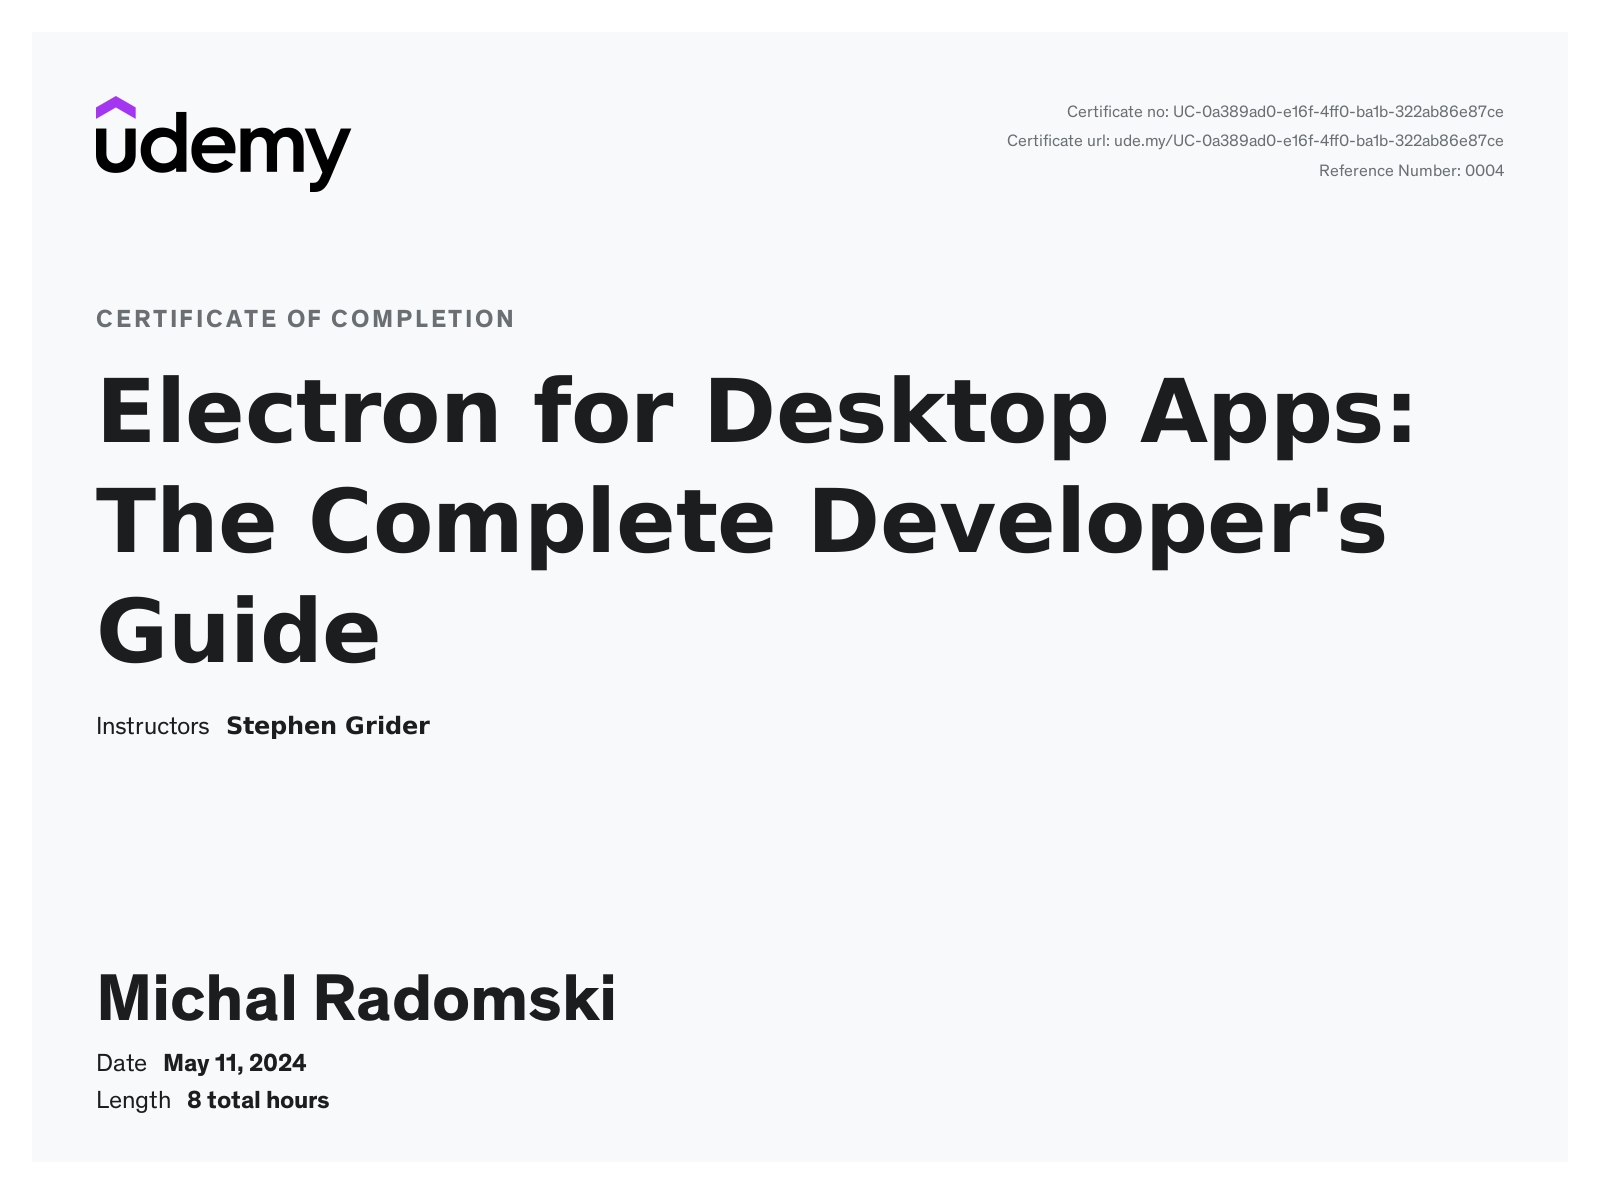 udemy
Certificate no: UC-0a389ad0-e16f-4ff0-ba1b-322ab86e87ce
Certificate url: ude.my/UC-0a389ad0-e16f-4ff0-ba1b-322ab86e87ce
Reference Number: 0004
CERTIFICATE OF COMPLETION
Electron for Desktop Apps:
The Complete Developer's
Guide
Instructors Stephen Grider
Michal Radomski
Date May 11, 2024
Length 8 total hours